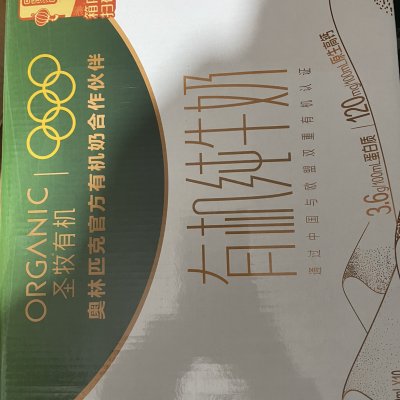 ORGANIC
圣牧有机
奥林匹克官方有机奶合作伙伴
有机纯牛奶
通过中国与欧盟双重有机认证
3.6g/100mL蛋白质 | 120mg/100mL原生高钙
mL X10